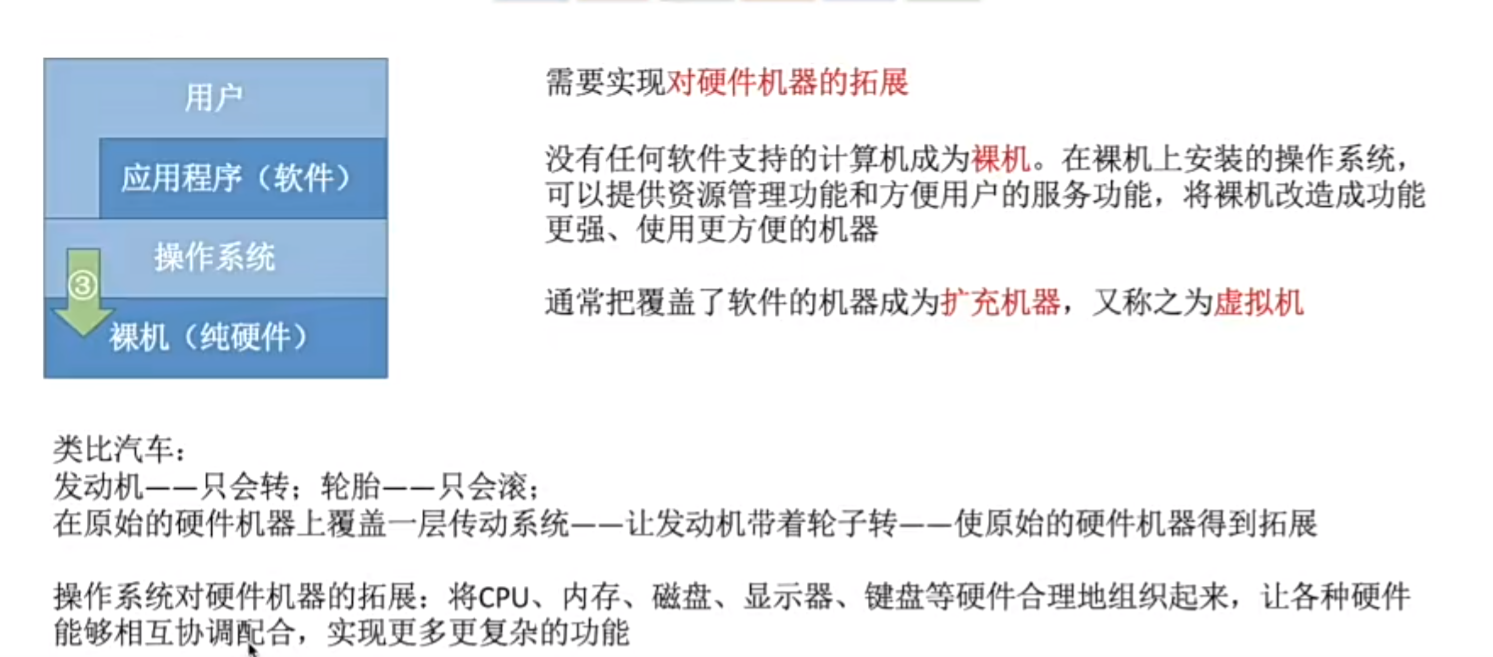 用户
应用程序（软件）
操作系统
③
裸机（纯硬件）
需要实现对硬件机器的拓展
没有任何软件支持的计算机成为裸机。在裸机上安装的操作系统，
可以提供资源管理功能和方便用户的服务功能，将裸机改造成功能
更强、使用更方便的机器
通常把覆盖了软件的机器成为扩充机器，又称之为虚拟机
类比汽车：
发动机——只会转；轮胎——只会滚；
在原始的硬件机器上覆盖一层传动系统——让发动机带着轮子转——使原始的硬件机器得到拓展
操作系统对硬件机器的拓展：将CPU、内存、磁盘、显示器、键盘等硬件合理地组织起来，让各种硬件
能够相互协调配合，实现更多更复杂的功能